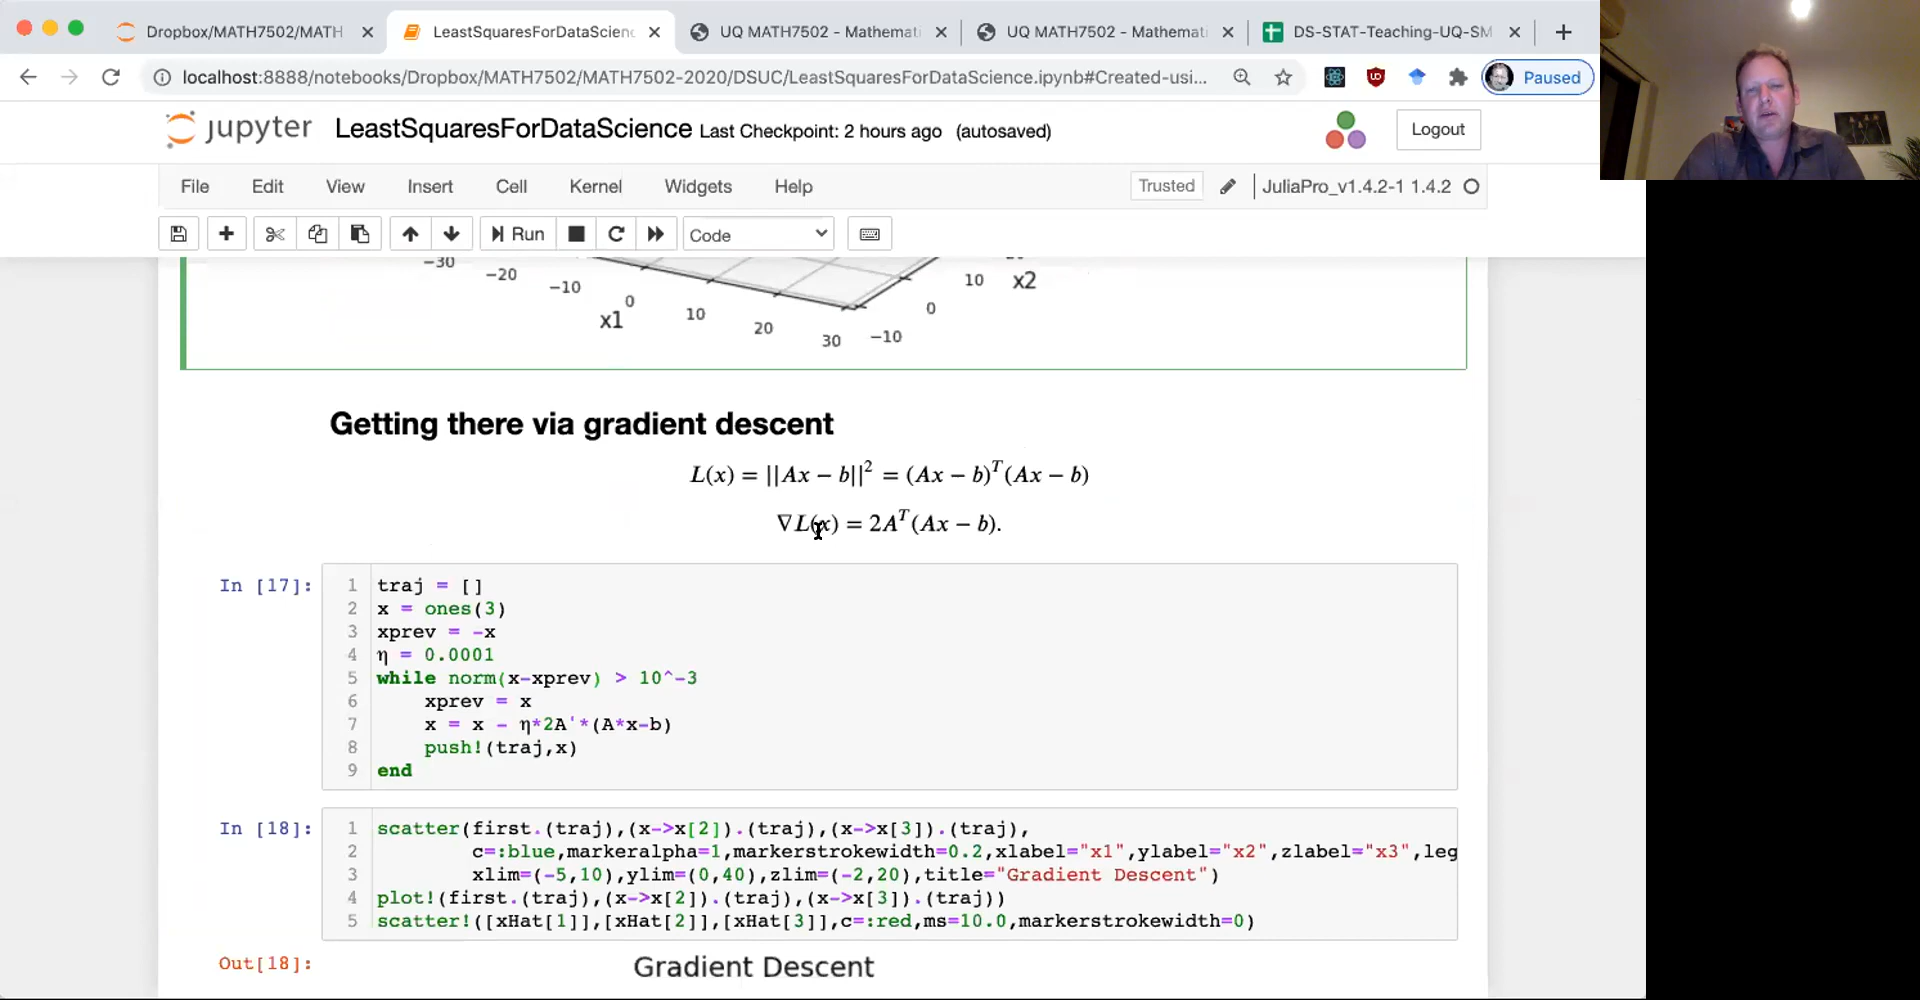 Dropbox/MATH7502/MATH
LeastSquaresForDataScien
UQ MATH7502 - Mathemati
UQ MATH7502 - Mathemat
DS-STAT-Teaching-UQ-SM
localhost:8888/notebooks/Dropbox/MATH7502/MATH7502-2020/DSUC/LeastSquaresForDataScience.ipynb#Created-usi...
Paused
jupyter LeastSquaresForDataScience Last Checkpoint: 2 hours ago (autosaved)
Logout
File Edit View Insert Cell Kernel Widgets Help
Trusted JuliaPro_v1.4.2-1 1.4.2
Run Code
−30 −20 −10 0 10 20 30
x1
−10 0 10
x2
Getting there via gradient descent
L(x) = ||Ax − b||² = (Ax − b)ᵀ(Ax − b)
∇L(x) = 2Aᵀ(Ax − b).
In [17]:
1 traj = []
2 x = ones(3)
3 xprev = -x
4 η = 0.0001
5 while norm(x-xprev) > 10^-3
6 xprev = x
7 x = x - η*2A'*(A*x-b)
8 push!(traj,x)
9 end
In [18]:
1 scatter(first.(traj),(x->x[2]).(traj),(x->x[3]).(traj),
2 c=:blue,markeralpha=1,markerstrokewidth=0.2,xlabel="x1",ylabel="x2",zlabel="x3",leg
3 xlim=(-5,10),ylim=(0,40),zlim=(-2,20),title="Gradient Descent")
4 plot!(first.(traj),(x->x[2]).(traj),(x->x[3]).(traj))
5 scatter!([xHat[1]],[xHat[2]],[xHat[3]],c=:red,ms=10.0,markerstrokewidth=0)
Out[18]:
Gradient Descent